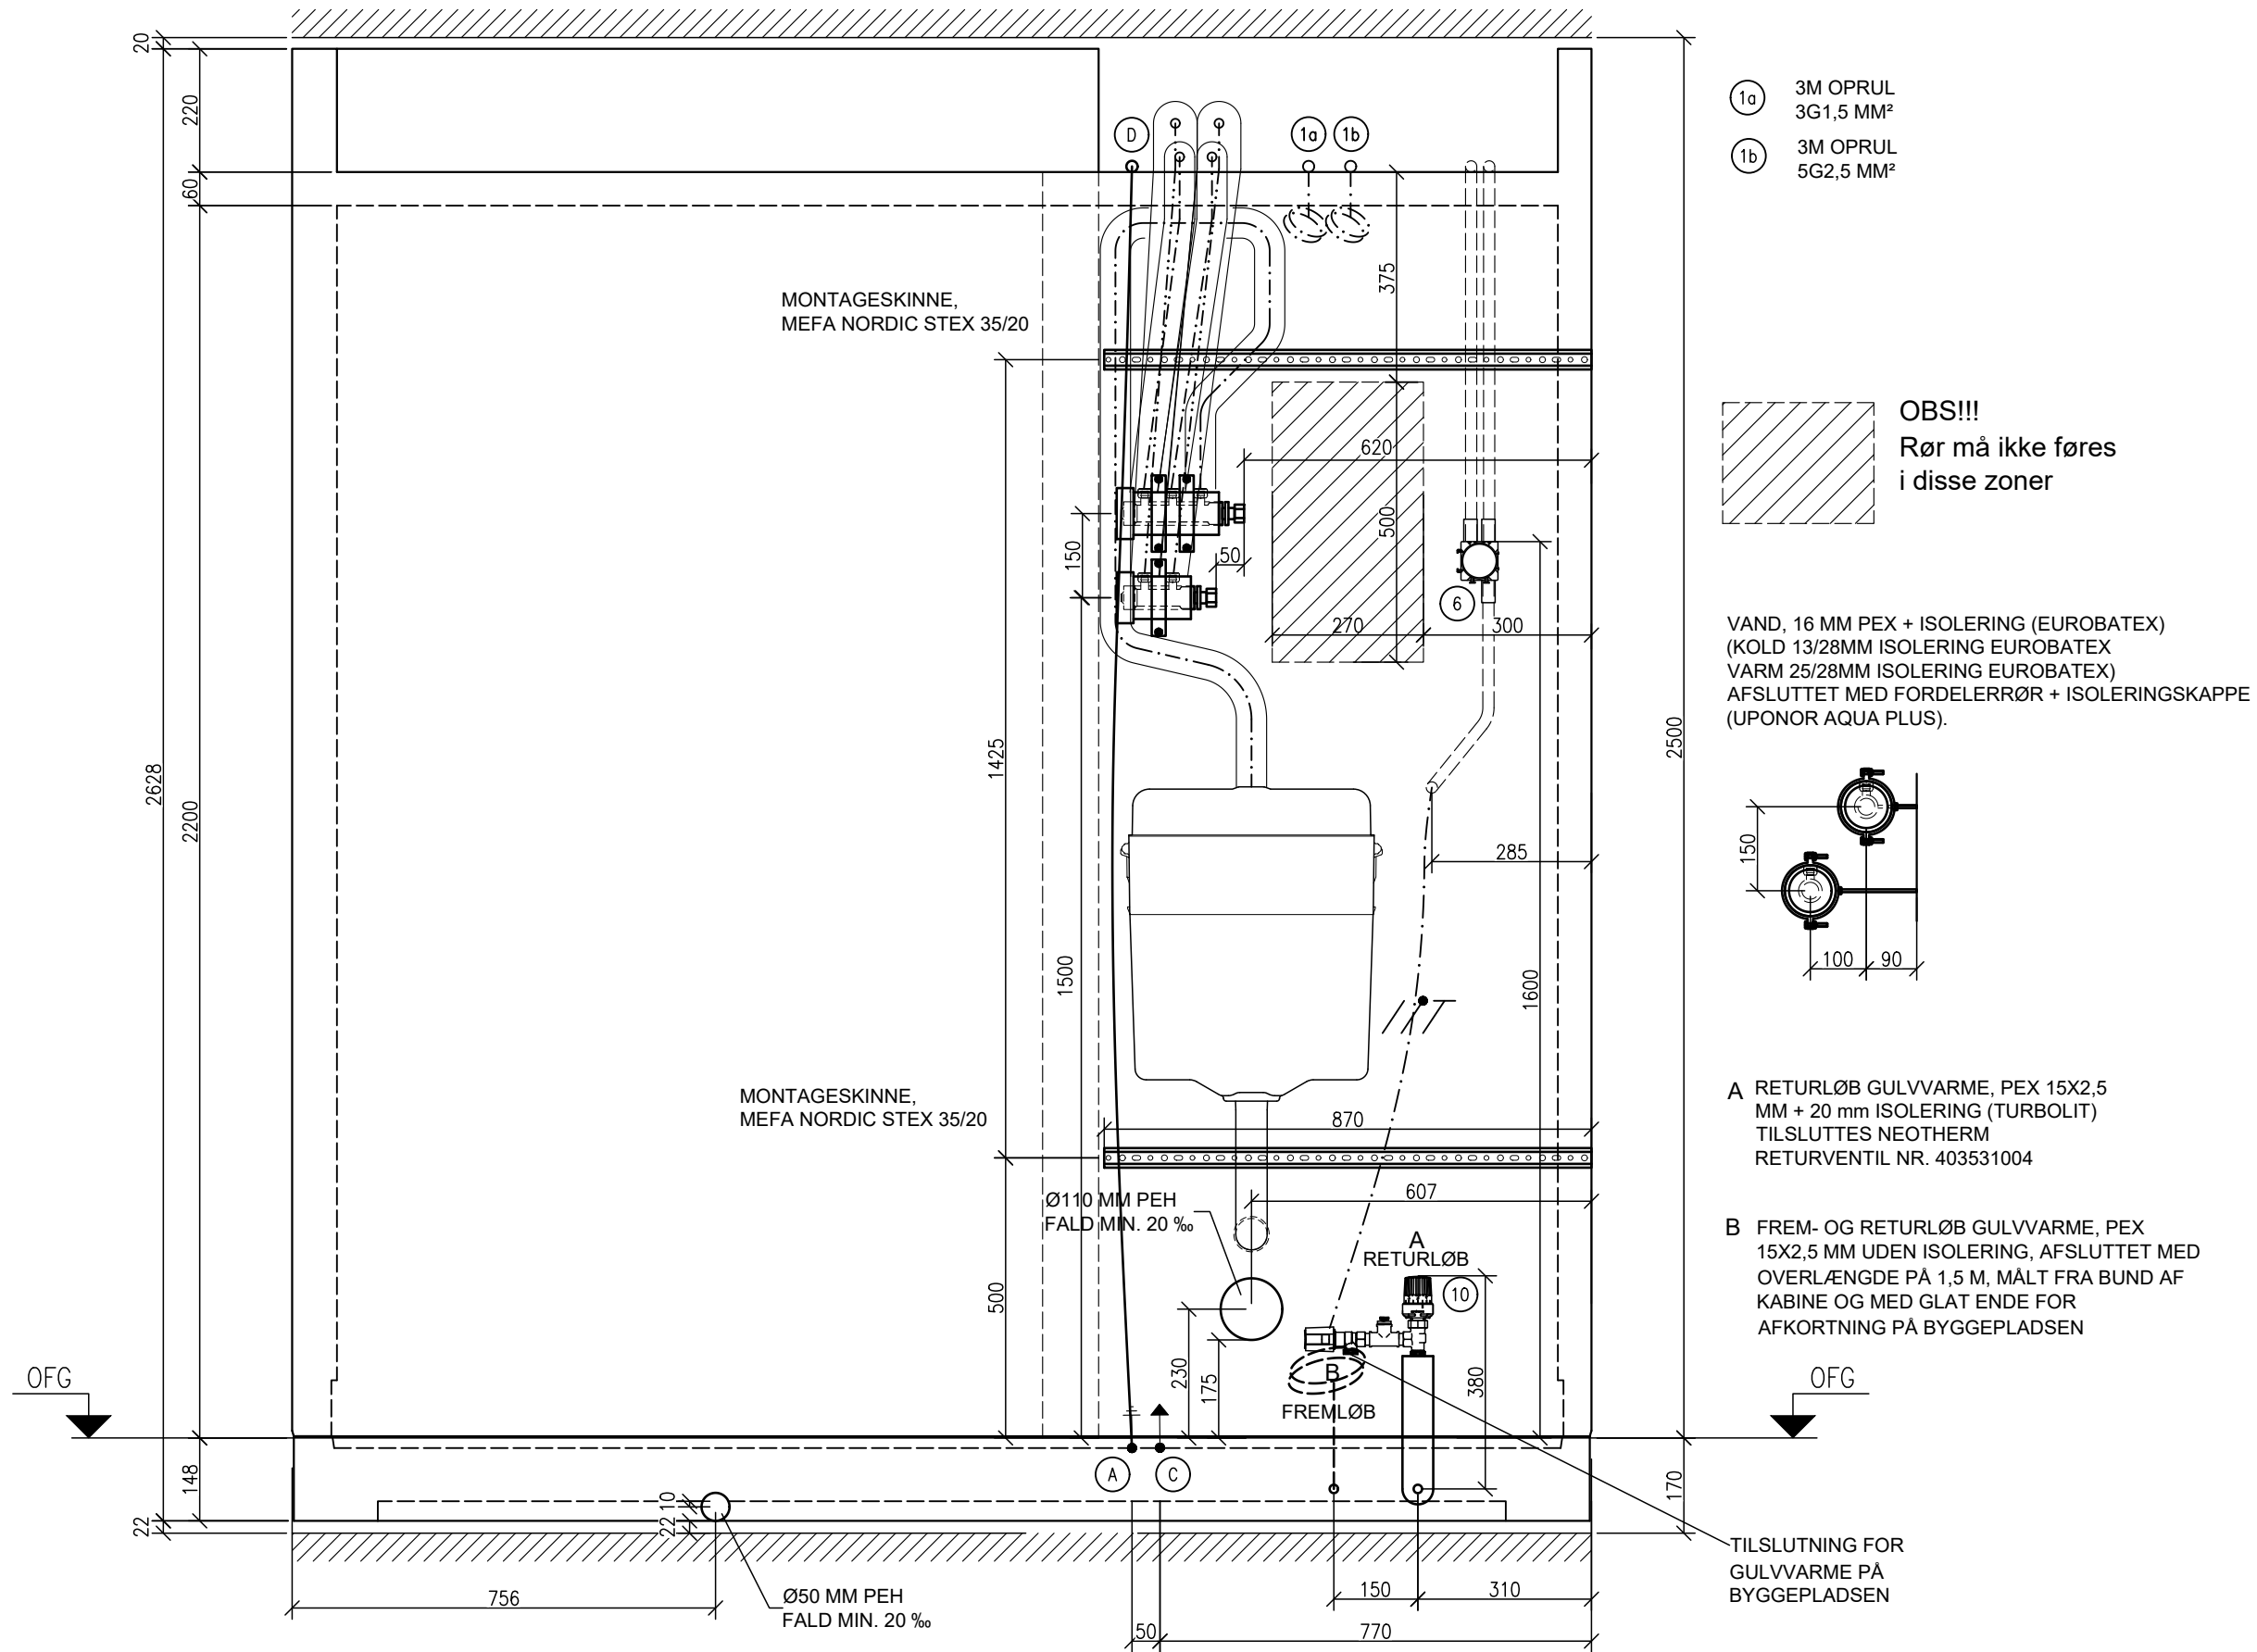 20
220
60
2628
2200
148
22
OFG
D
1a
1b
MONTAGESKINNE,
MEFA NORDIC STEX 35/20
375
620
500
150
50
6
270
300
1425
1500
285
1600
2500
MONTAGESKINNE,
MEFA NORDIC STEX 35/20
870
607
Ø110 MM PEH
FALD MIN. 20 ‰
A
RETURLØB
10
500
230
175
B
FREMLØB
380
A
C
OFG
170
10
22
756
Ø50 MM PEH
FALD MIN. 20 ‰
150
310
50
770
1a
3M OPRUL
3G1,5 MM²
1b
3M OPRUL
5G2,5 MM²
OBS!!!
Rør må ikke føres
i disse zoner
VAND, 16 MM PEX + ISOLERING (EUROBATEX)
(KOLD 13/28MM ISOLERING EUROBATEX
VARM 25/28MM ISOLERING EUROBATEX)
AFSLUTTET MED FORDELERRØR + ISOLERINGSKAPPE
(UPONOR AQUA PLUS).
150
100
90
A RETURLØB GULVVARME, PEX 15X2,5
MM + 20 mm ISOLERING (TURBOLIT)
TILSLUTTES NEOTHERM
RETURVENTIL NR. 403531004
B FREM- OG RETURLØB GULVVARME, PEX
15X2,5 MM UDEN ISOLERING, AFSLUTTET MED
OVERLÆNGDE PÅ 1,5 M, MÅLT FRA BUND AF
KABINE OG MED GLAT ENDE FOR
AFKORTNING PÅ BYGGEPLADSEN
TILSLUTNING FOR
GULVVARME PÅ
BYGGEPLADSEN